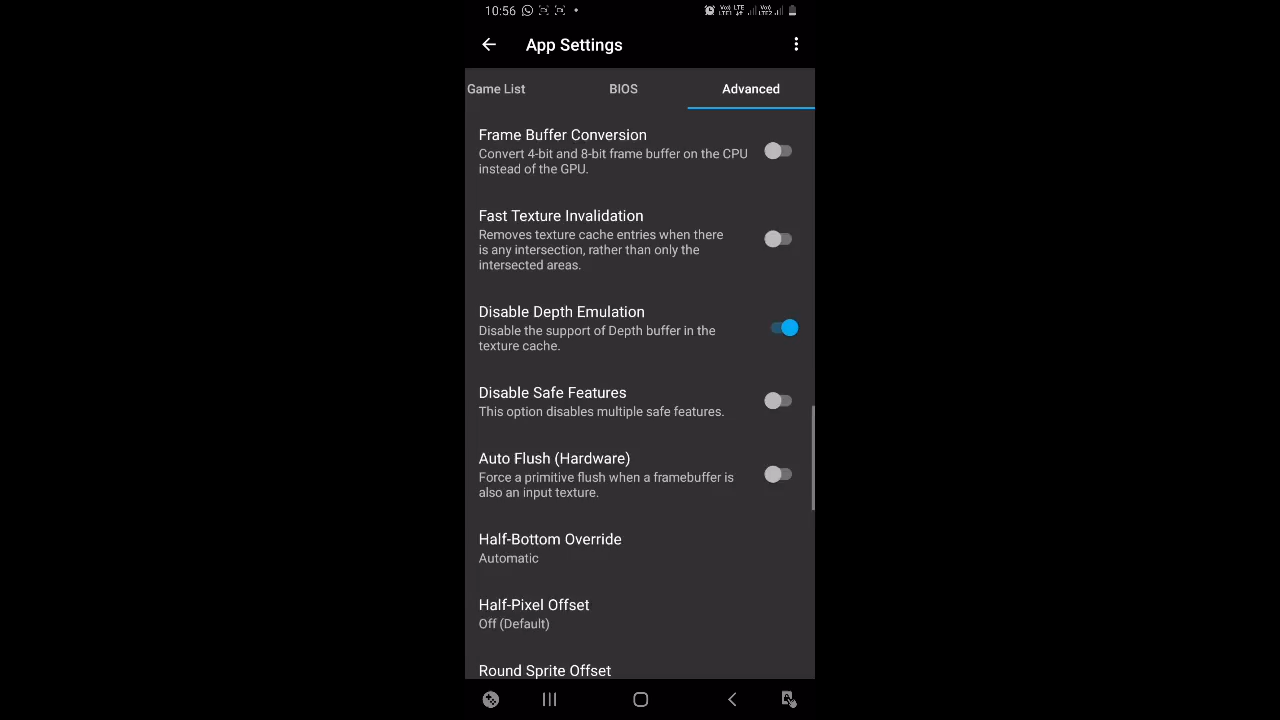 10:56
VoLTE1 LTE VoLTE2
App Settings
Game List BIOS Advanced
Frame Buffer Conversion
Convert 4-bit and 8-bit frame buffer on the CPU
instead of the GPU.
Fast Texture Invalidation
Removes texture cache entries when there
is any intersection, rather than only the
intersected areas.
Disable Depth Emulation
Disable the support of Depth buffer in the
texture cache.
Disable Safe Features
This option disables multiple safe features.
Auto Flush (Hardware)
Force a primitive flush when a framebuffer is
also an input texture.
Half-Bottom Override
Automatic
Half-Pixel Offset
Off (Default)
Round Sprite Offset